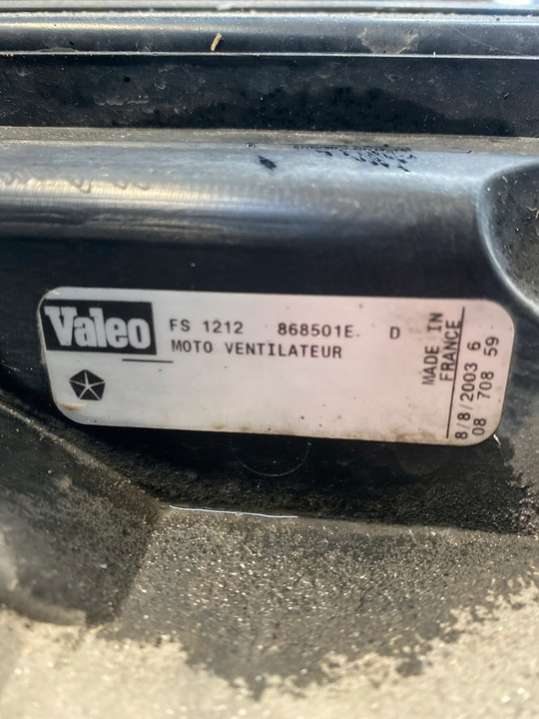 Valeo
FS 1212 868501E. D
MOTO VENTILATEUR
MADE IN
FRANCE
8/8/2003 6
08 708 59